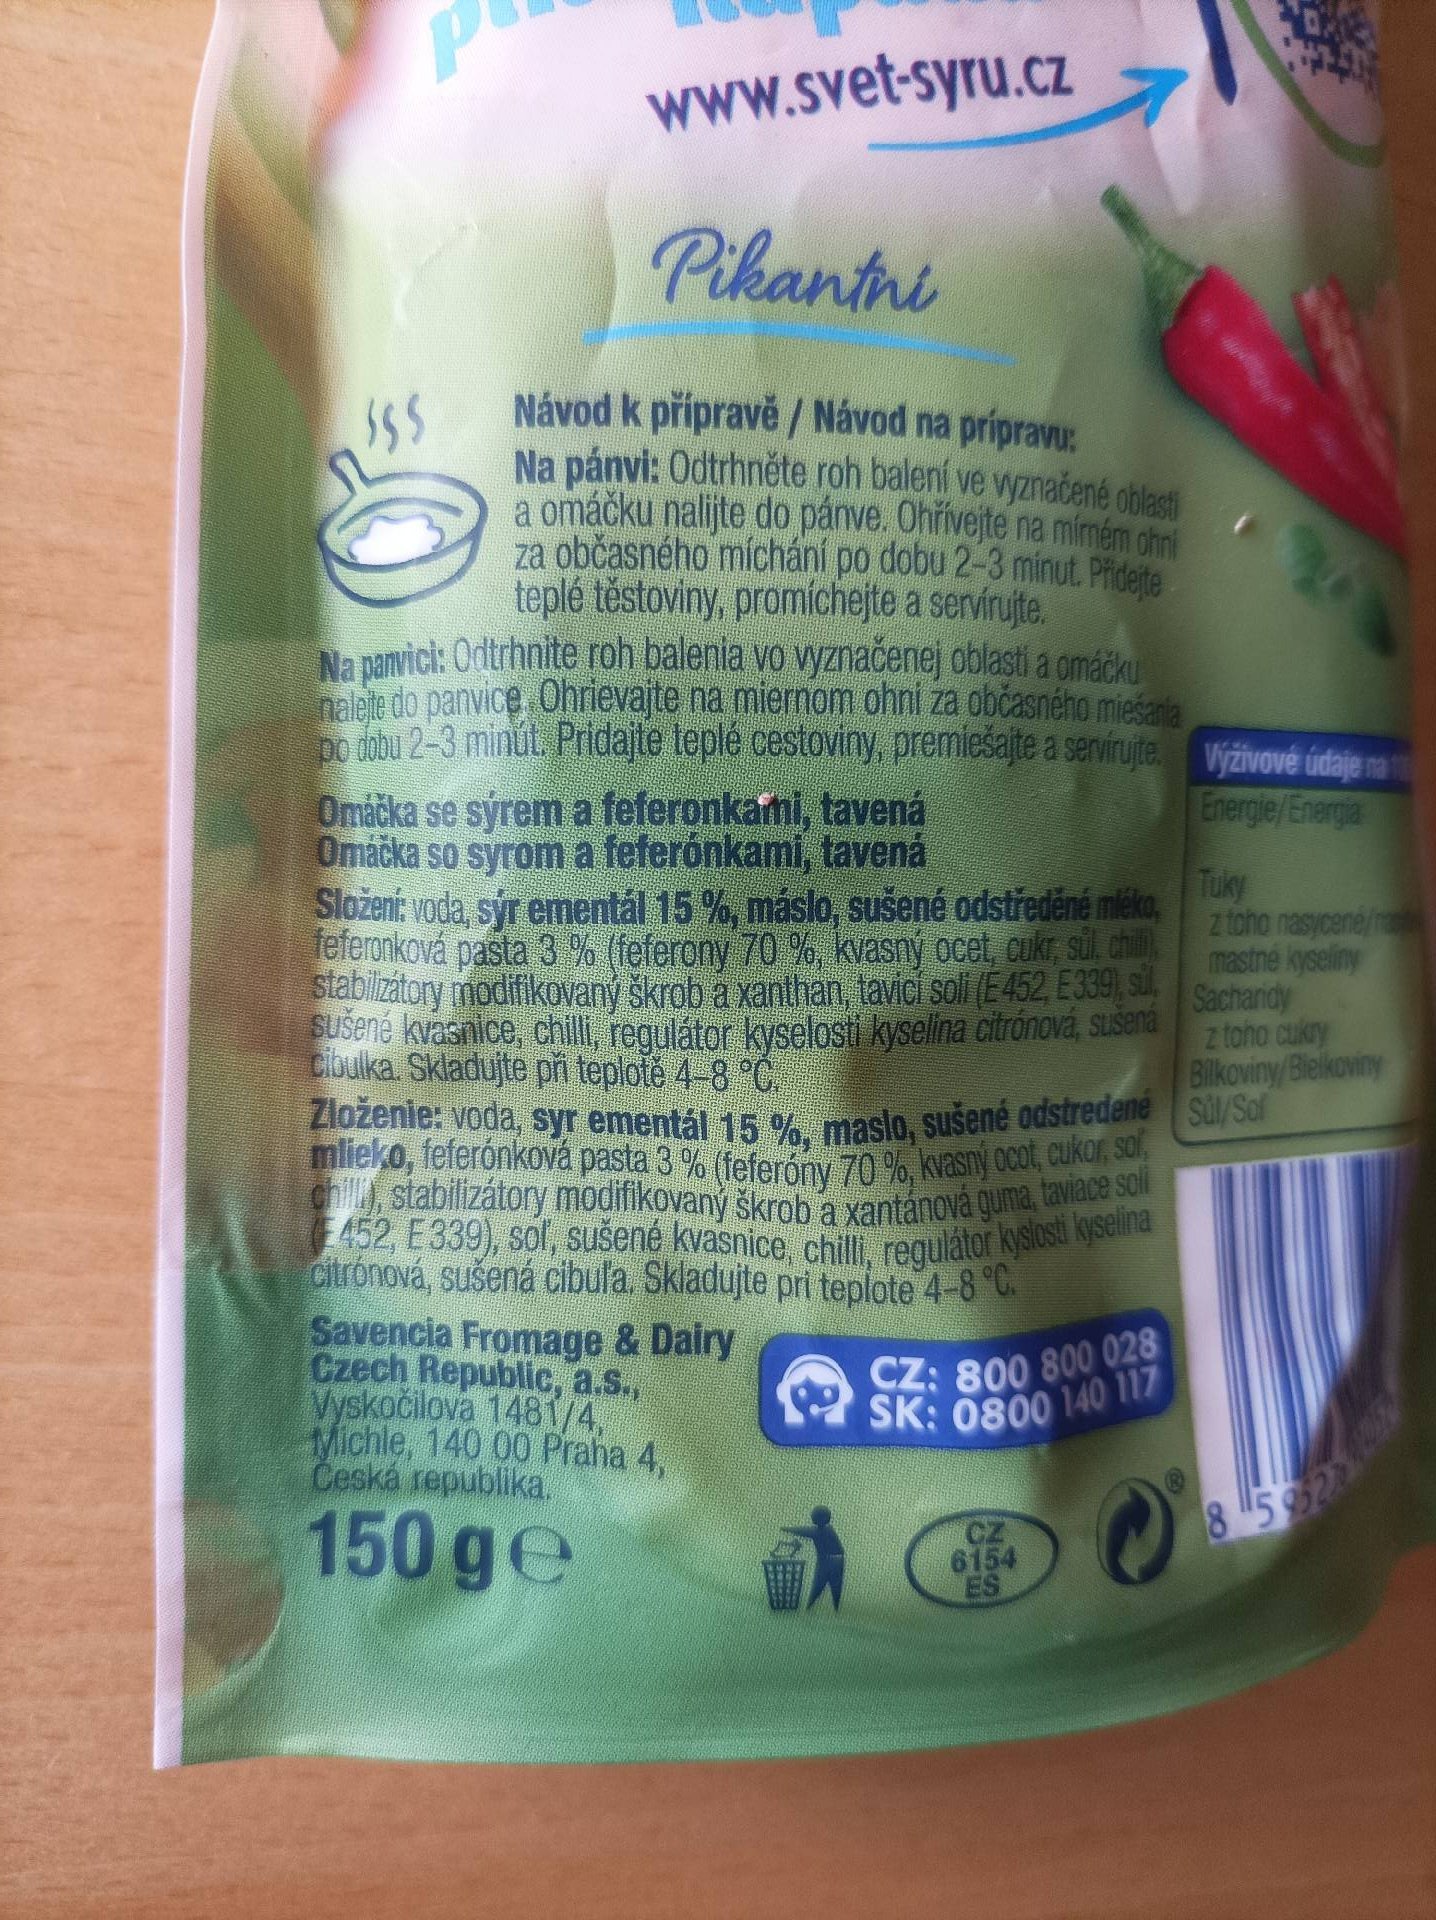 www.svet-syru.cz
Pikantní
Návod k přípravě / Návod na prípravu:
Na pánvi: Odtrhněte roh balení ve vyznačené oblasti
a omáčku nalijte do pánve. Ohřívejte na mírném ohni
za občasného míchání po dobu 2-3 minut. Přidejte
teplé těstoviny, promíchejte a servírujte.
Na panvici: Odtrhnite roh balenia vo vyznačenej oblasti a omáčku
nalejte do panvice. Ohrievajte na miernom ohni za občasného miešania
po dobu 2-3 minút. Pridajte teplé cestoviny, premiešajte a servírujte.
Omáčka se sýrem a feferonkami, tavená
Omáčka so syrom a feferónkami, tavená
Složení: voda, sýr ementál 15 %, máslo, sušené odstředěné mléko,
feferonková pasta 3 % (feferony 70 %, kvasný ocet, cukr, sůl, chilli),
stabilizátory modifikovaný škrob a xanthan, tavicí soli (E452, E339), sůl,
sušené kvasnice, chilli, regulátor kyselosti kyselina citrónová, sušená
cibulka. Skladujte při teplotě 4-8 °C.
Zloženie: voda, syr ementál 15 %, maslo, sušené odstredené
mlieko, feferónková pasta 3 % (feferóny 70 %, kvasný ocot, cukor, soľ,
chilli), stabilizátory modifikovaný škrob a xantánová guma, taviace soli
(E452, E339), soľ, sušené kvasnice, chilli, regulátor kyslosti kyselina
citrónová, sušená cibuľa. Skladujte pri teplote 4-8 °C.
Savencia Fromage & Dairy
Czech Republic, a.s.,
Vyskočilova 1481/4,
Michle, 140 00 Praha 4,
Česká republika.
150 g e
CZ: 800 800 028
SK: 0800 140 117
CZ
6154
ES
®
Výživové údaje na
Energie/Energia
Tuky
z toho nasycené/
mastné kyseliny
Sacharidy
z toho cukry
Bílkoviny/Bielkoviny
Sůl/Soľ